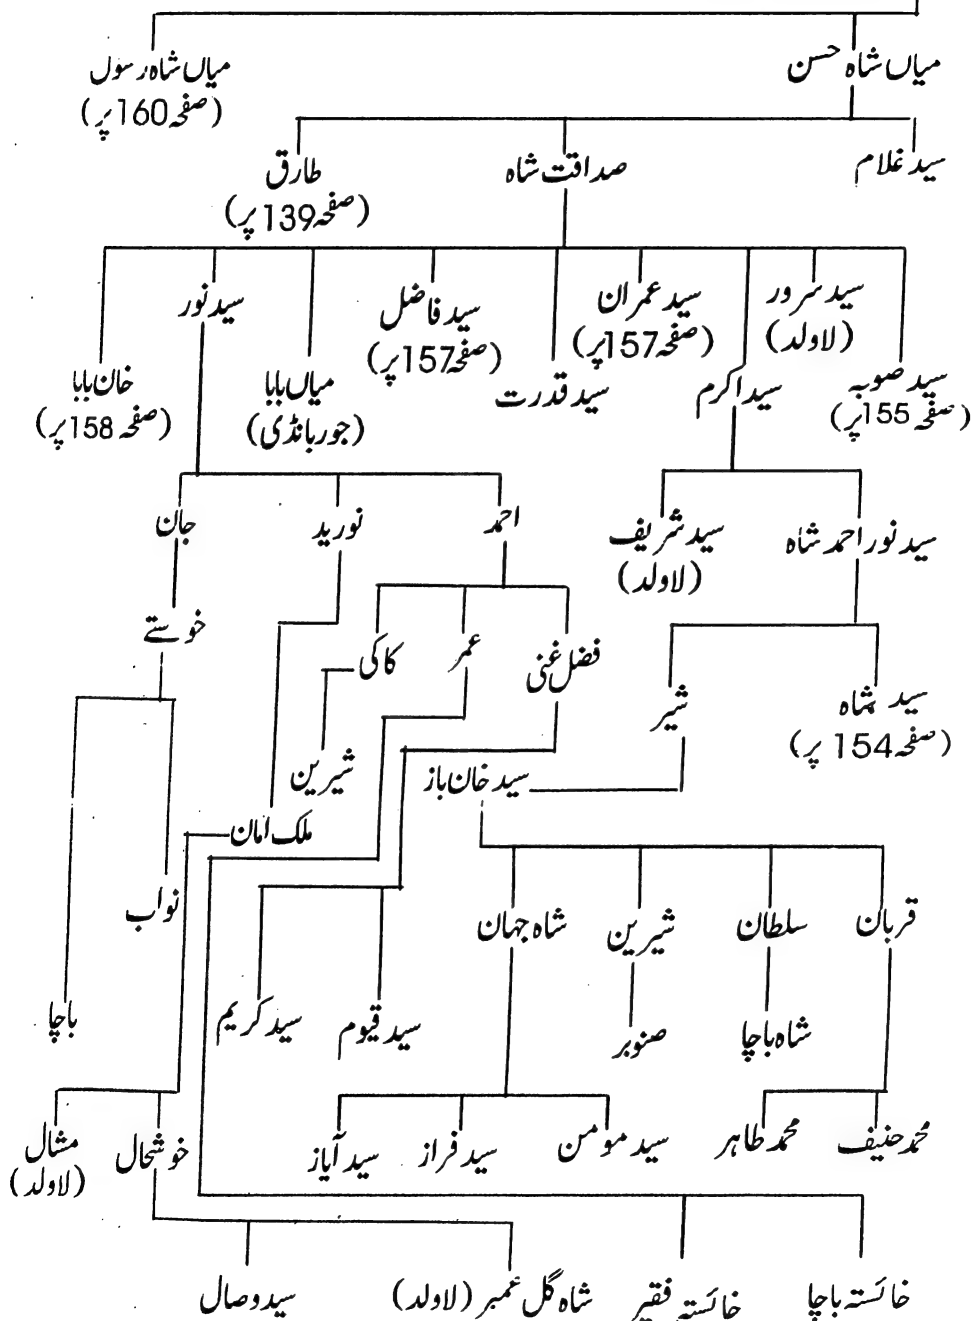 میاں شاہ حسن
میاں شاہ رسول
(صفحہ 160 پر)
سید غلام
صداقت شاہ
طارق
(صفحہ 139 پر)
سید صوبہ
(صفحہ 155 پر)
سید سرور
(لاولد)
سید اکرم
سید عمران
(صفحہ 157 پر)
سید قدرت
سید فاضل
(صفحہ 157 پر)
میاں بابا
(جوربانڈی)
سید نور
خان بابا
(صفحہ 158 پر)
سید نور احمد شاہ
سید شریف
(لاولد)
احمد
نورید
جان
خوستے
فضل غنی
عمر
کاکی
سید شاہ
(صفحہ 154 پر)
شیر
سید خان باز
شیرین
ملک امان
نواب
باچا
قربان
سلطان
شیرین
شاہ جہان
شاہ باچا
صنوبر
سید قیوم
سید کریم
محمد حنیف
محمد طاہر
سید مومن
سید فراز
سید آیاز
خوشحال
مشال
(لاولد)
خائستہ باچا
خائستہ فقیر
شاہ گل عمبر (لاولد)
سید وصال